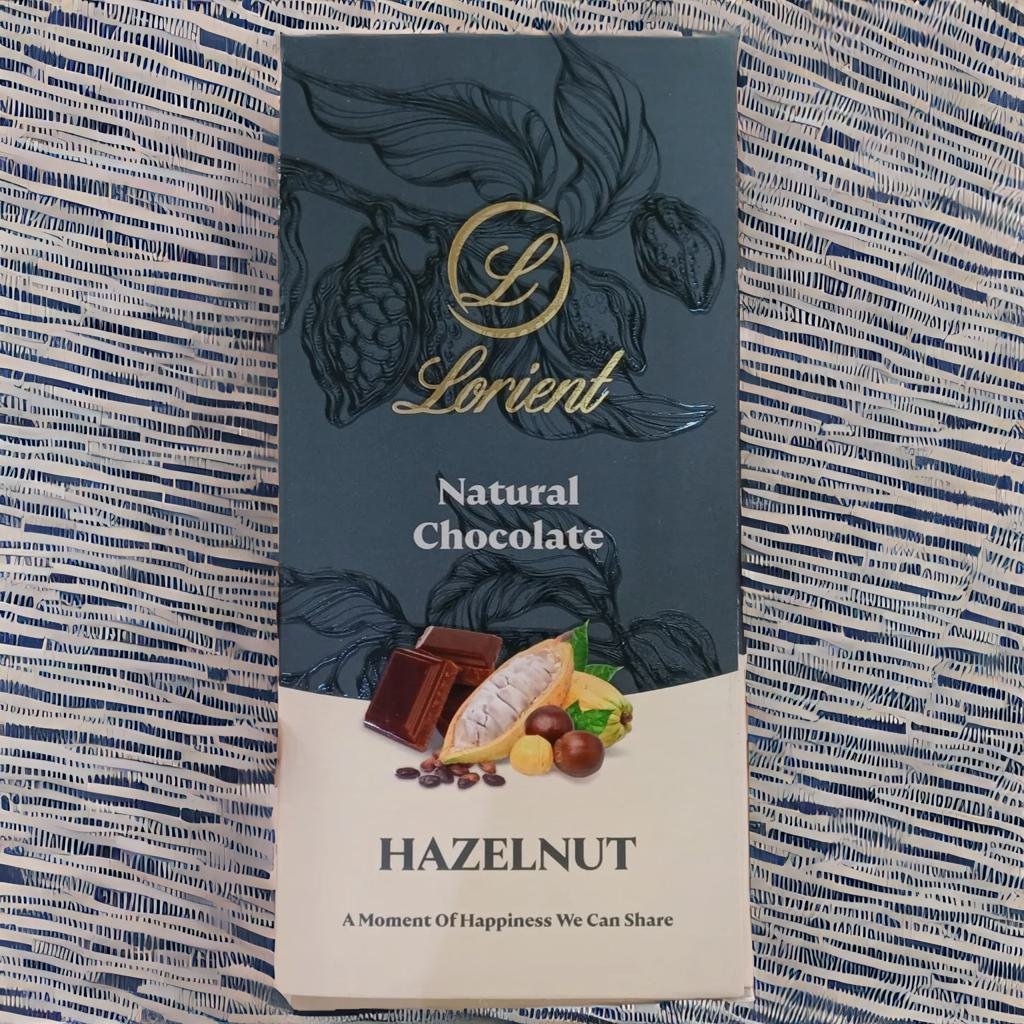 L
Lorient
Natural
Chocolate
HAZELNUT
A Moment Of Happiness We Can Share